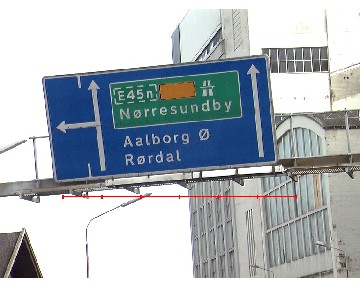 E45n
Nørresundby
Aalborg Ø
Rørdal